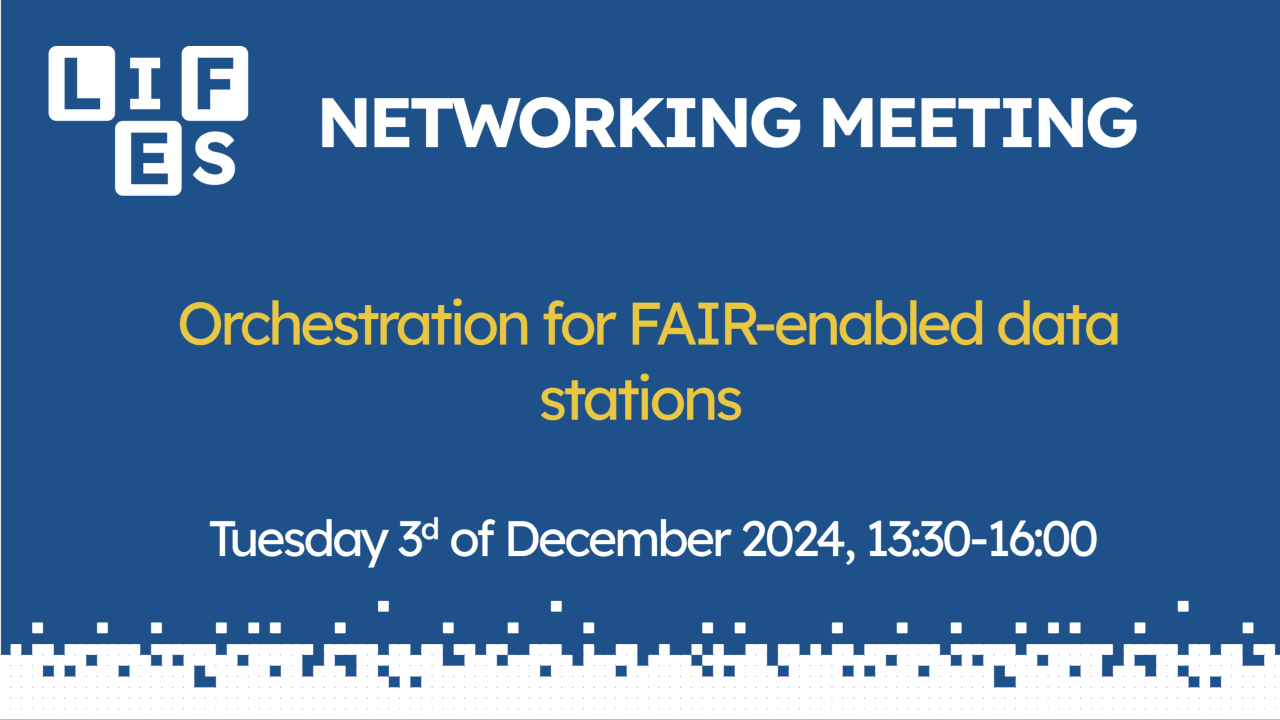 LIF
ES
NETWORKING MEETING
Orchestration for FAIR-enabled data
stations
Tuesday 3ᵈ of December 2024, 13:30-16:00